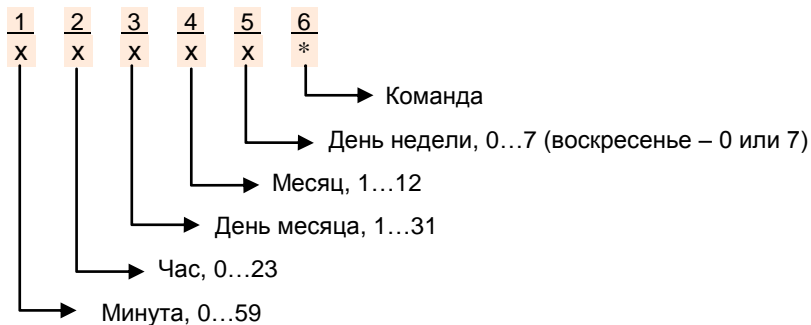 1 2 3 4 5 6
x x x x x *
Команда
День недели, 0…7 (воскресенье – 0 или 7)
Месяц, 1…12
День месяца, 1…31
Час, 0…23
Минута, 0…59